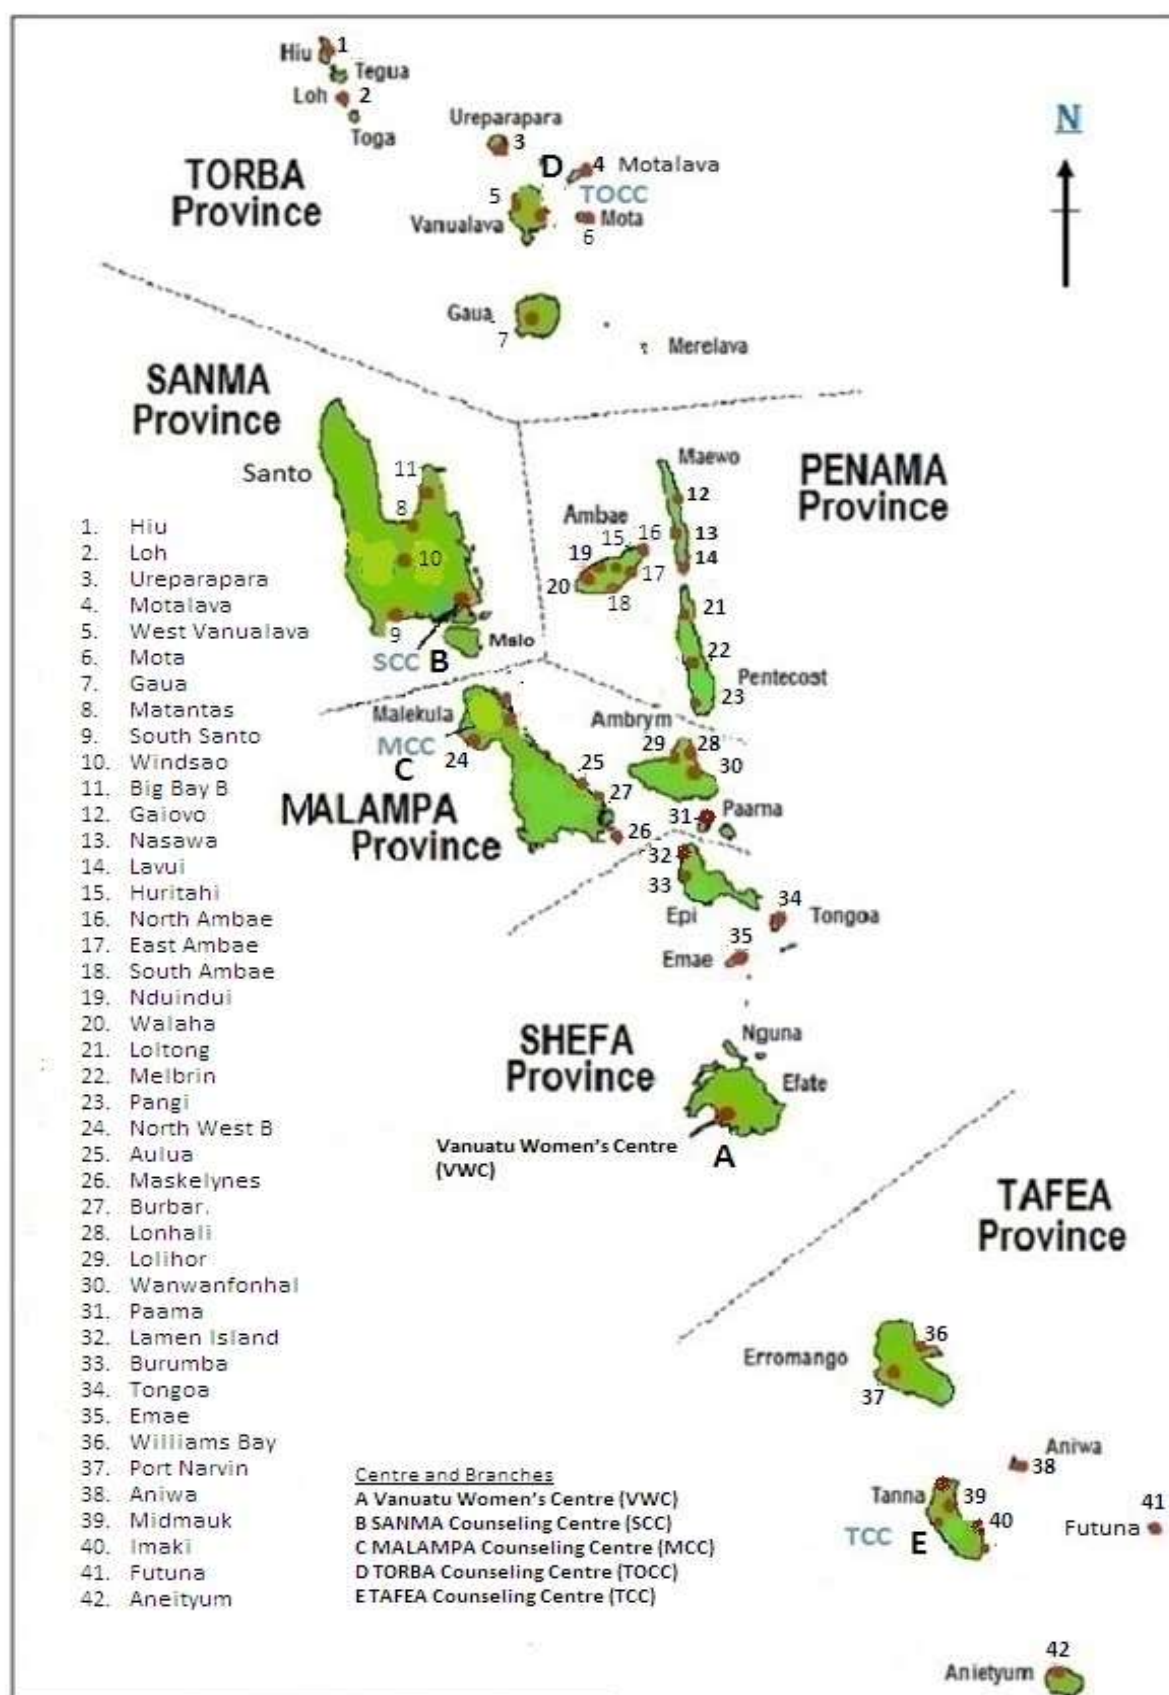 Hiu 1
Tegua
Loh 2
Toga
Ureparapara
3
N
D
4 Motalava
TOCC
5
Vanualava
Mota
6
TORBA
Province
Gaua
7
Merelava
SANMA
Province
Santo
11
8
10
9
Malo
SCC B
PENAMA
Province
Maewo
12
13
14
Ambae
15
16
19
20
17
18
21
22
Pentecost
23
Malekula
MCC
C
24
25
27
26
MALAMPA
Province
Ambrym
29
28
30
31 Paama
32
33
Epi
34
Tongoa
35
Emae
SHEFA
Province
Nguna
Efate
Vanuatu Women's Centre
(VWC)
A
TAFEA
Province
Erromango
36
37
Aniwa
38
Tanna
39
40
TCC E
41
Futuna
42
Anietyum
1. Hiu
2. Loh
3. Ureparapara
4. Motalava
5. West Vanualava
6. Mota
7. Gaua
8. Matantas
9. South Santo
10. Windsao
11. Big Bay B
12. Gaiovo
13. Nasawa
14. Lavui
15. Huritahi
16. North Ambae
17. East Ambae
18. South Ambae
19. Nduindui
20. Walaha
21. Loltong
22. Melbrin
23. Pangi
24. North West B
25. Aulua
26. Maskelynes
27. Burbar.
28. Lonhali
29. Lolihor
30. Wanwanfonhal
31. Paama
32. Lamen Island
33. Burumba
34. Tongoa
35. Emae
36. Williams Bay
37. Port Narvin
38. Aniwa
39. Midmauk
40. Imaki
41. Futuna
42. Aneityum
Centre and Branches
A Vanuatu Women's Centre (VWC)
B SANMA Counseling Centre (SCC)
C MALAMPA Counseling Centre (MCC)
D TORBA Counseling Centre (TOCC)
E TAFEA Counseling Centre (TCC)